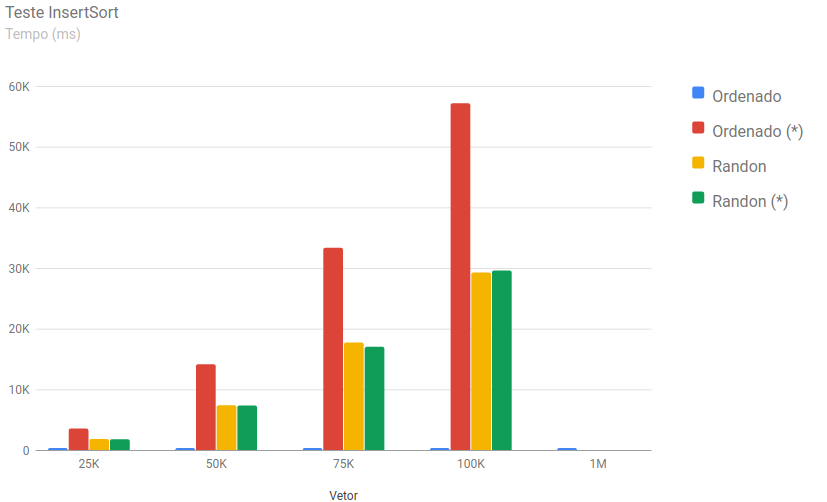 Teste InsertSort
Tempo (ms)
60K
50K
40K
30K
20K
10K
0
25K 50K 75K 100K 1M
Vetor
Ordenado
Ordenado (*)
Randon
Randon (*)